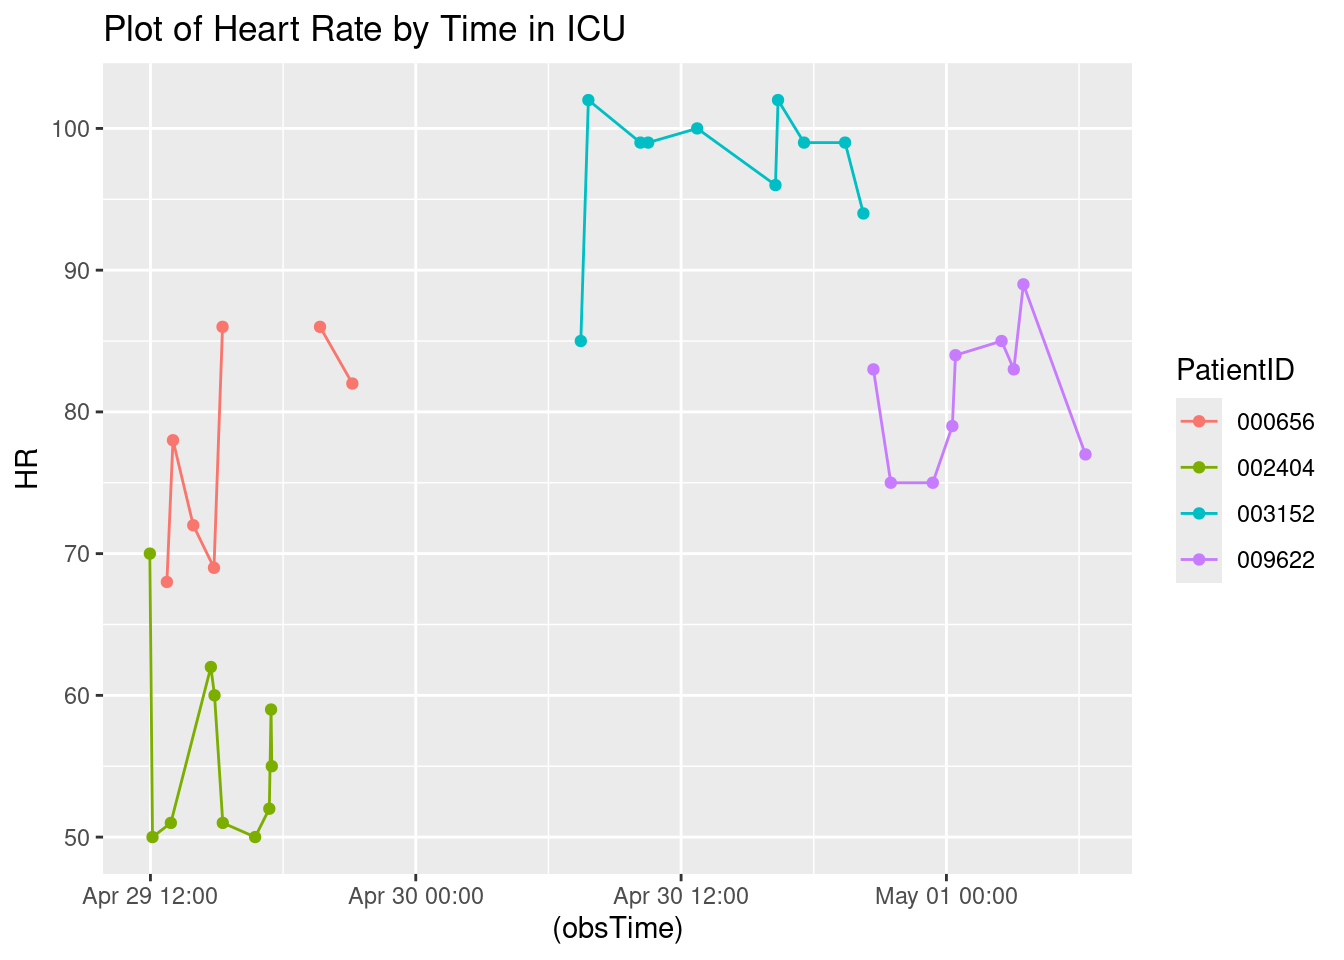 Plot of Heart Rate by Time in ICU
HR
100
90
80
70
60
50
Apr 29 12:00
Apr 30 00:00
Apr 30 12:00
May 01 00:00
(obsTime)
PatientID
000656
002404
003152
009622